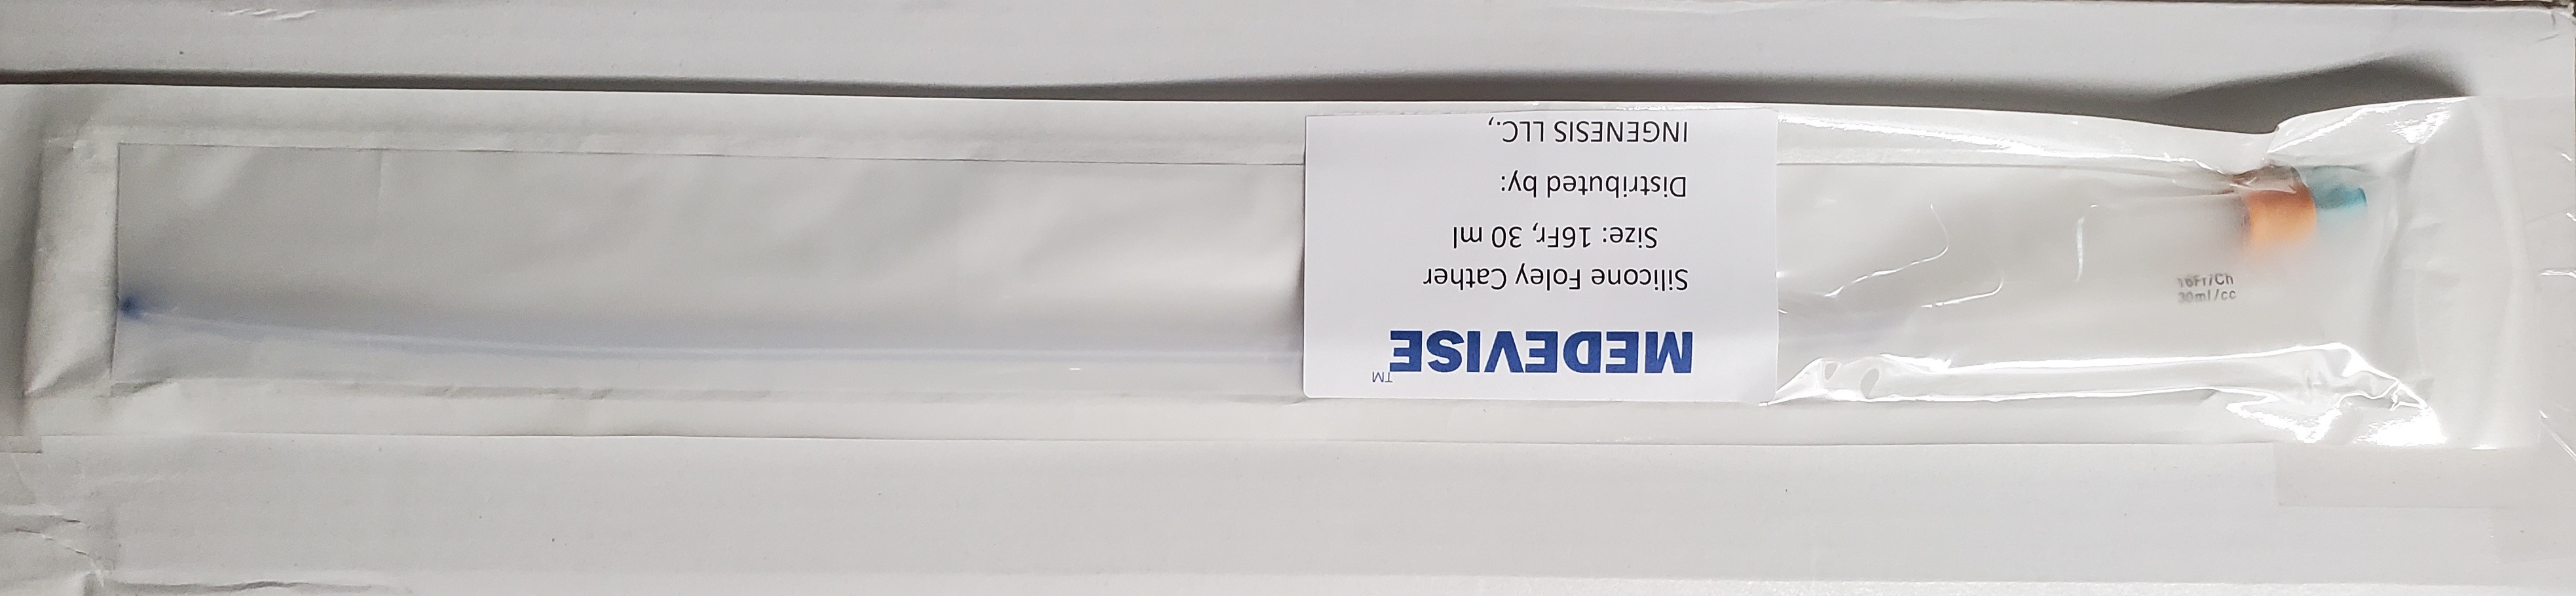 MEDEVISE™
Silicone Foley Cather
Size: 16Fr, 30 ml
Distributed by:
INGENESIS LLC.,
16Fr/Ch
30ml/cc